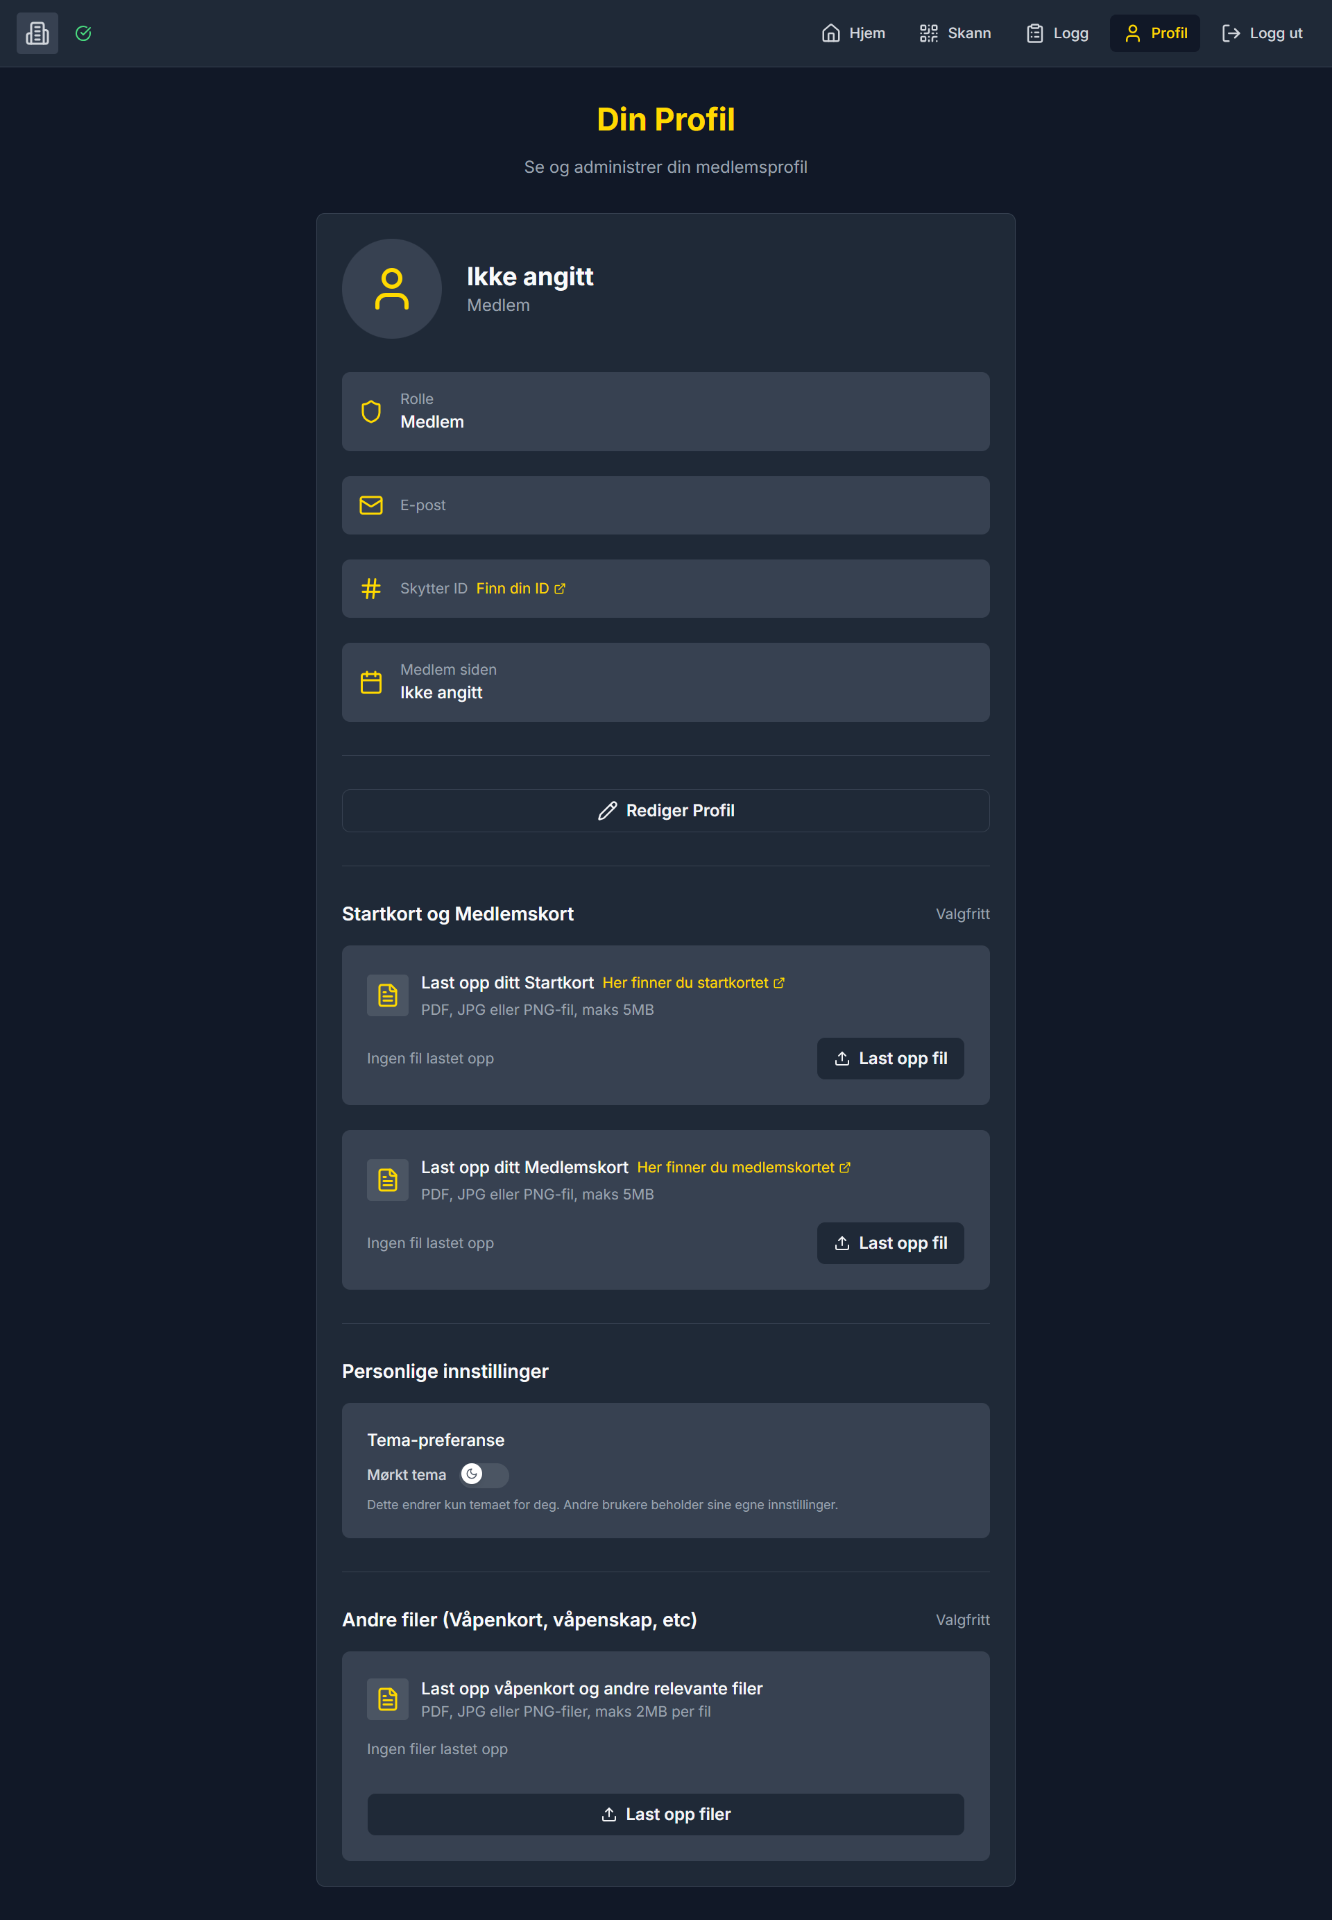 Hjem
Skann
Logg
Profil
Logg ut
Din Profil
Se og administrer din medlemsprofil
Ikke angitt
Medlem
Rolle
Medlem
E-post
Skytter ID Finn din ID
Medlem siden
Ikke angitt
Rediger Profil
Startkort og Medlemskort
Valgfritt
Last opp ditt Startkort Her finner du startkortet
PDF, JPG eller PNG-fil, maks 5MB
Ingen fil lastet opp
Last opp fil
Last opp ditt Medlemskort Her finner du medlemskortet
PDF, JPG eller PNG-fil, maks 5MB
Ingen fil lastet opp
Last opp fil
Personlige innstillinger
Tema-preferanse
Mørkt tema
Dette endrer kun temaet for deg. Andre brukere beholder sine egne innstillinger.
Andre filer (Våpenkort, våpenskap, etc)
Valgfritt
Last opp våpenkort og andre relevante filer
PDF, JPG eller PNG-filer, maks 2MB per fil
Ingen filer lastet opp
Last opp filer